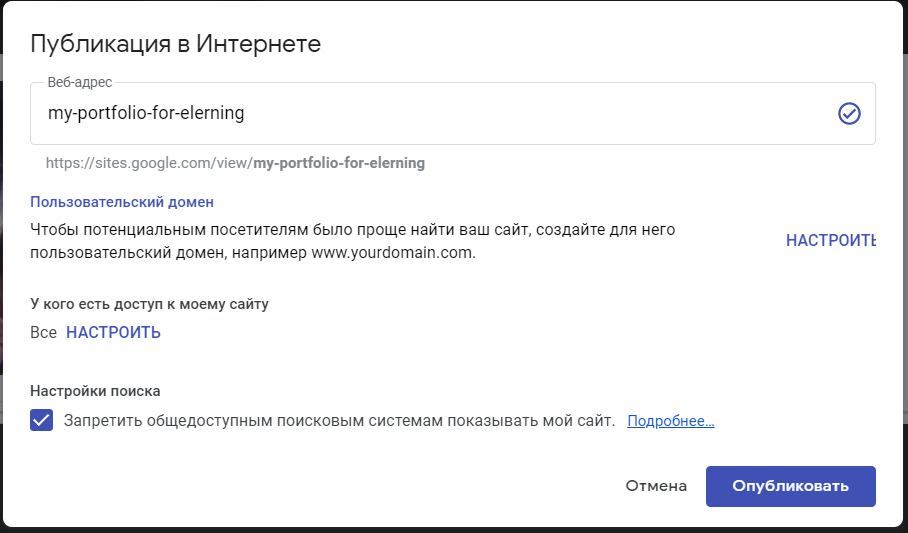 Публикация в Интернете
Веб-адрес
my-portfolio-for-elerning
https://sites.google.com/view/my-portfolio-for-elerning
Пользовательский домен
Чтобы потенциальным посетителям было проще найти ваш сайт, создайте для него
пользовательский домен, например www.yourdomain.com.
НАСТРОИТЬ
У кого есть доступ к моему сайту
Все НАСТРОИТЬ
Настройки поиска
Запретить общедоступным поисковым системам показывать мой сайт. Подробнее...
Отмена Опубликовать